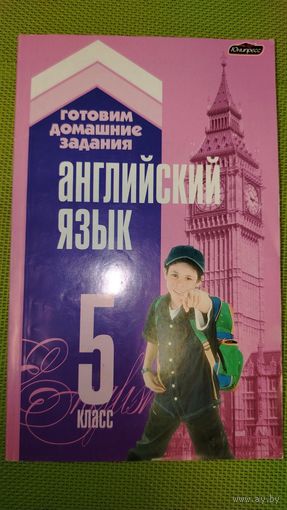 Юнипресс
ГОТОВИМ
ДОМАШНИЕ
ЗАДАНИЯ
АНГЛИЙСКИЙ
ЯЗЫК
5
КЛАСС
English
www.ay.by